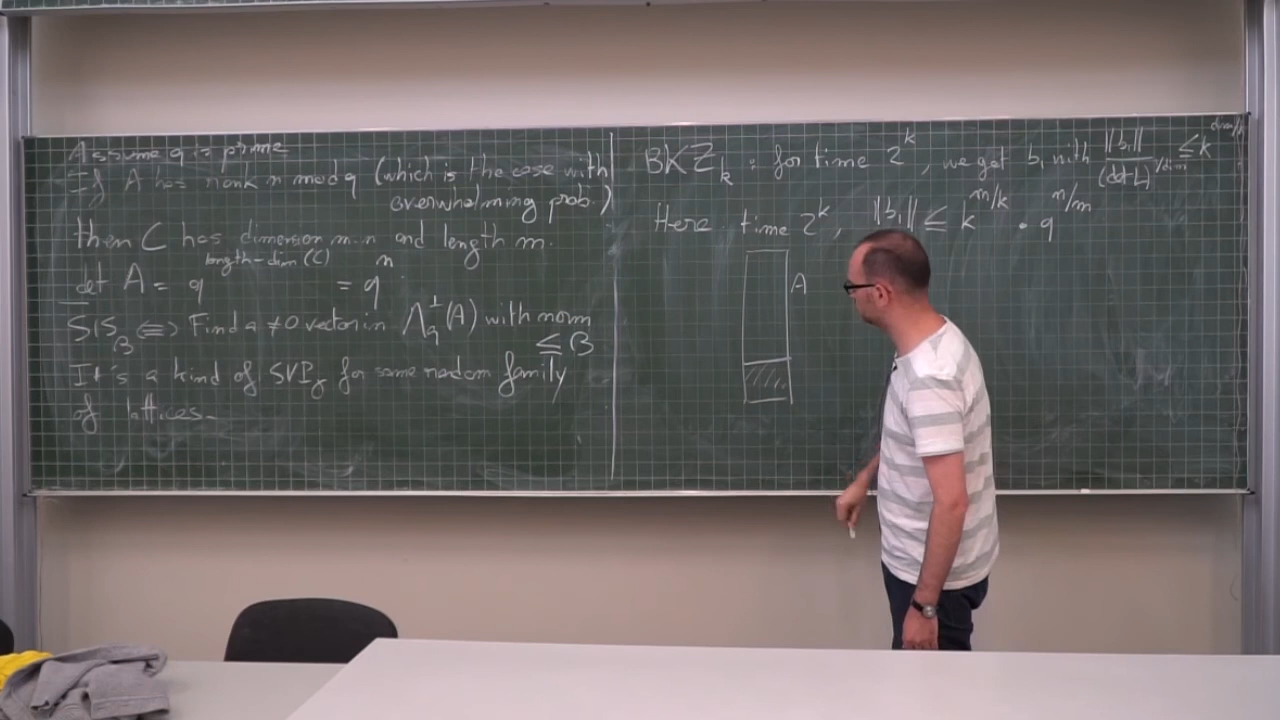 Assume q is prime
If A has rank n mod q (which is the case with
overwhelming prob.)
then C has dimension m-n and length m.
det Λ = q^{length-dim(C)} = q^n
SIS_β ⟺ Find a ≠0 vector in Λ_q^⊥(A) with norm
≤ β
It's a kind of SVP_γ for some random family
of lattices.
BKZ_k : for time 2^k, we get b_1 with ‖b_1‖/(det L)^{1/dim} ≤ k^{dim/k}
Here time 2^k, ‖b_1‖ ≤ k^{m/k} · q^{n/m}
A